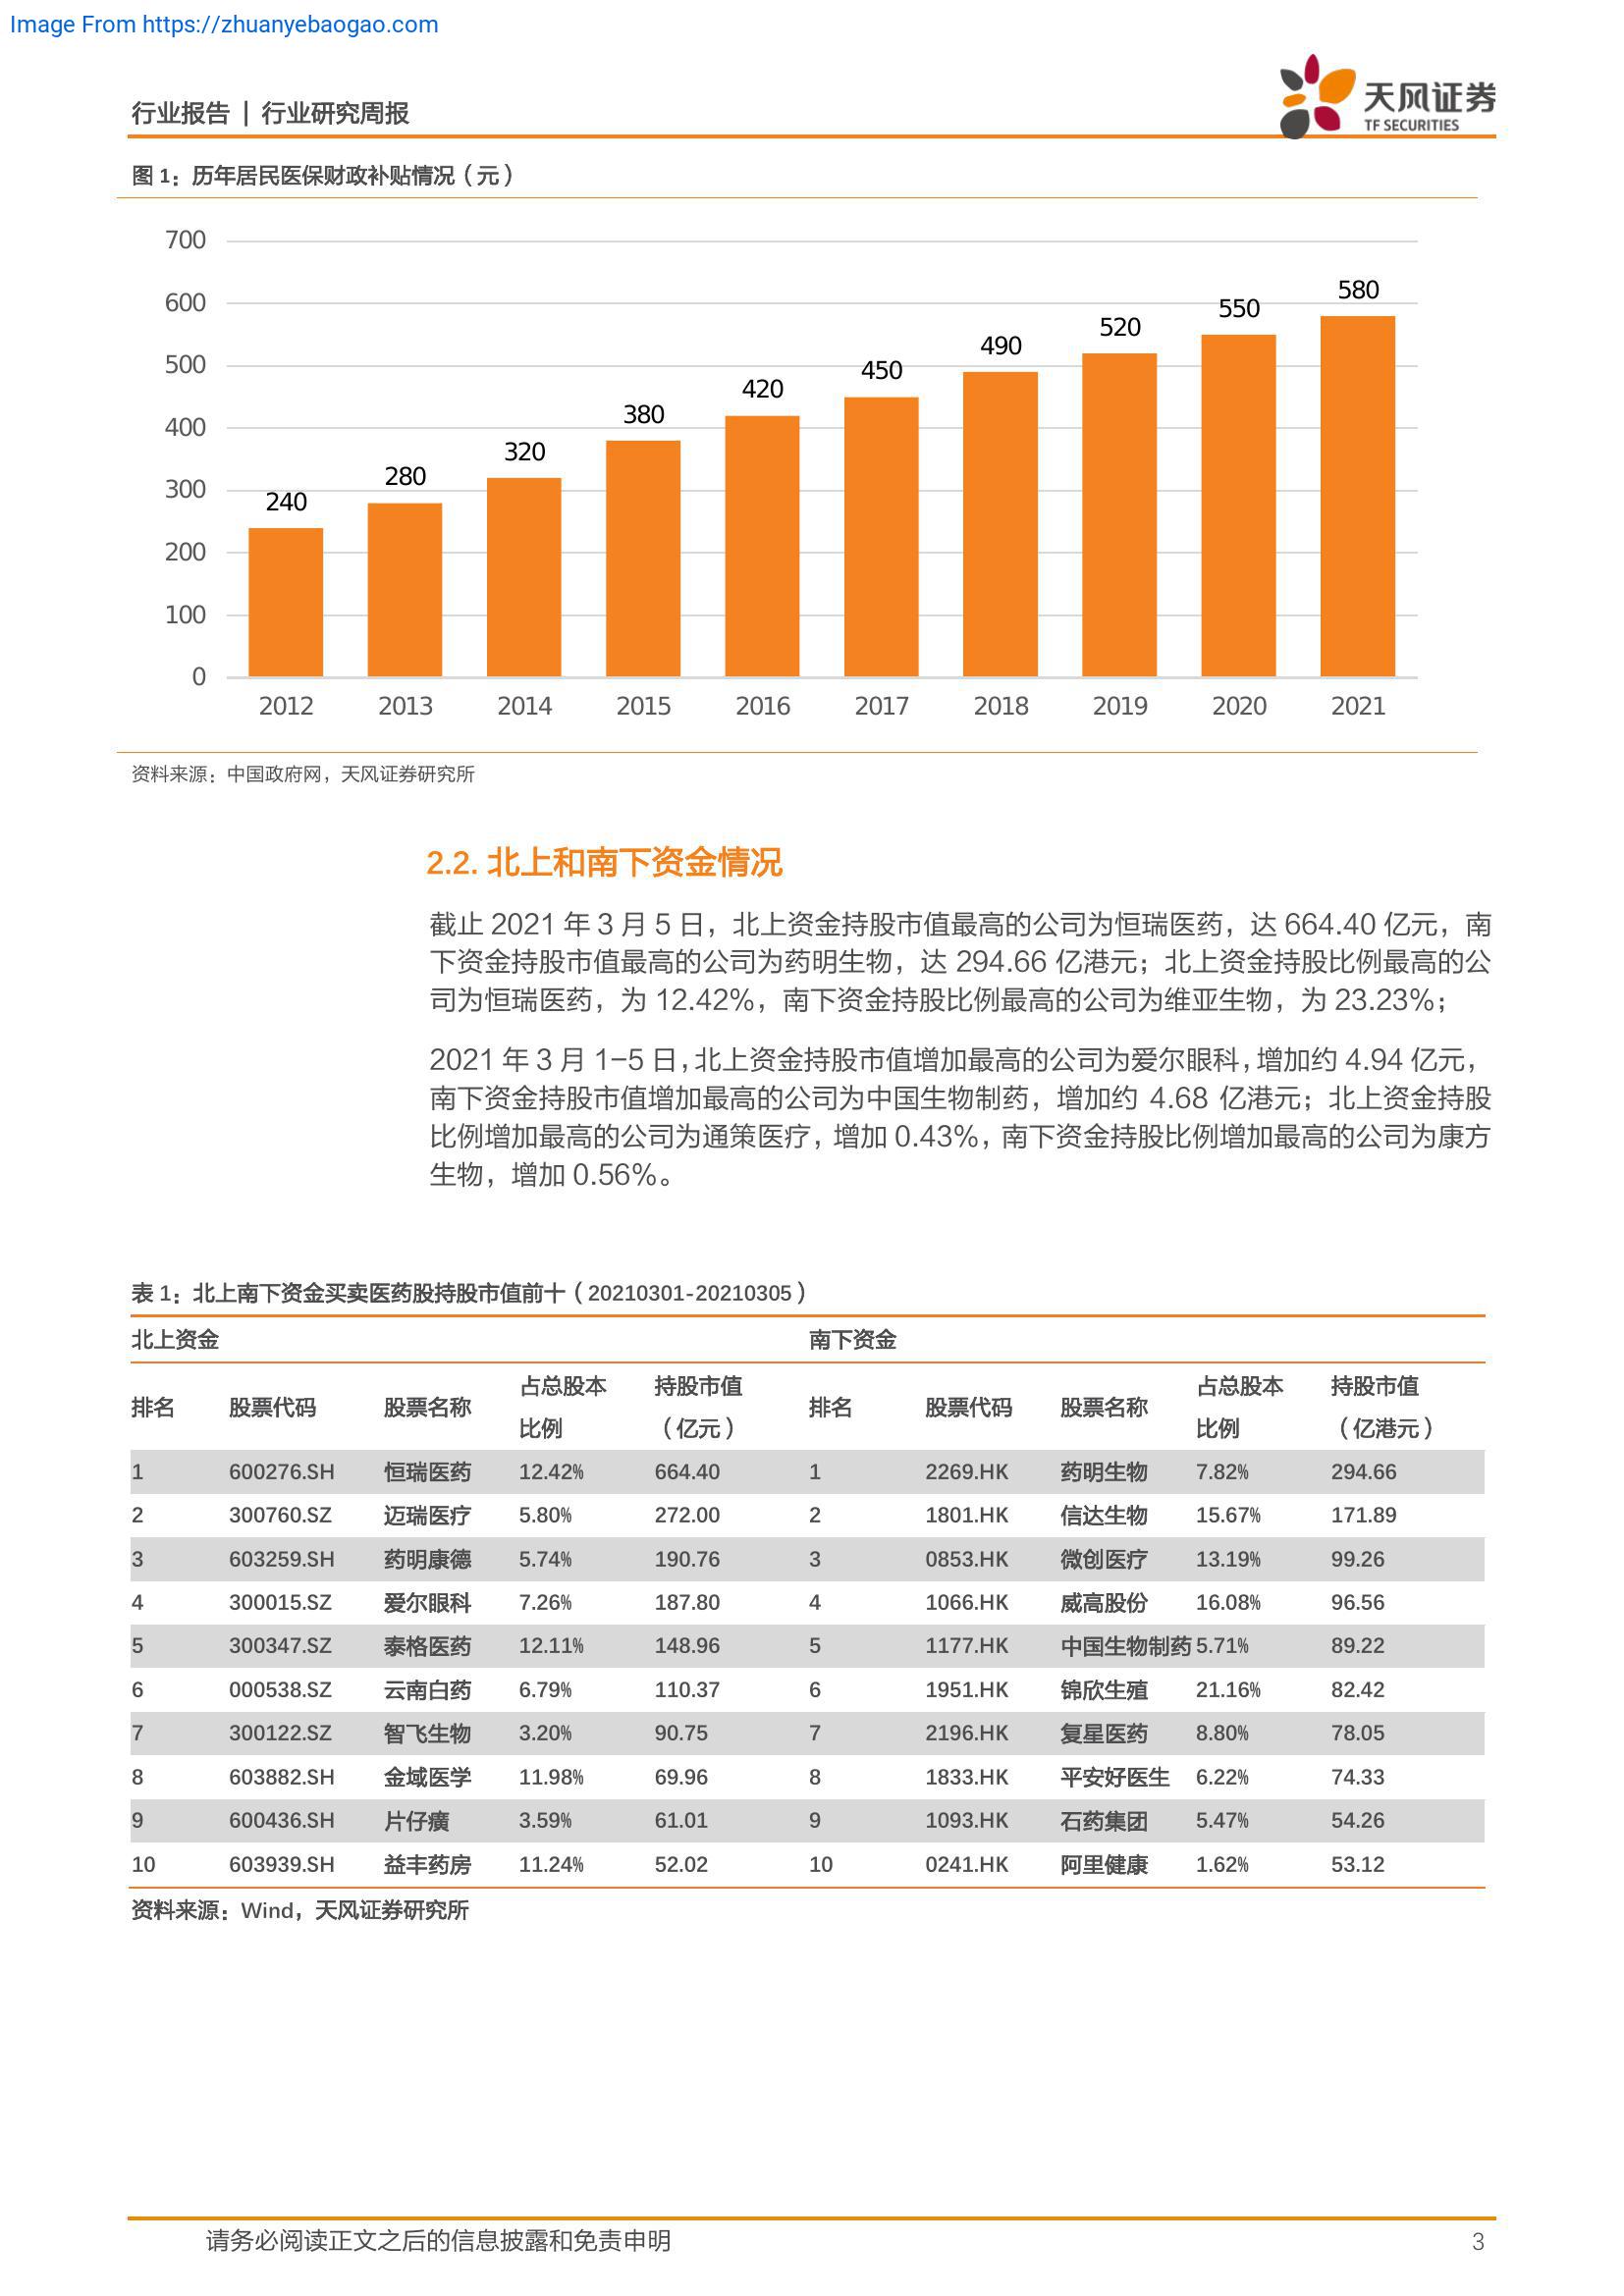 Image From https://zhuanyebaogao.com
行业报告 | 行业研究周报
天风证券
TF SECURITIES
图 1：历年居民医保财政补贴情况（元）
700
600
500
400
300
200
100
0
240 280 320 380 420 450 490 520 550 580
2012 2013 2014 2015 2016 2017 2018 2019 2020 2021
资料来源：中国政府网，天风证券研究所
2.2. 北上和南下资金情况
截止 2021 年 3 月 5 日，北上资金持股市值最高的公司为恒瑞医药，达 664.40 亿元，南
下资金持股市值最高的公司为药明生物，达 294.66 亿港元；北上资金持股比例最高的公
司为恒瑞医药，为 12.42%，南下资金持股比例最高的公司为维亚生物，为 23.23%；
2021 年 3 月 1-5 日，北上资金持股市值增加最高的公司为爱尔眼科，增加约 4.94 亿元，
南下资金持股市值增加最高的公司为中国生物制药，增加约 4.68 亿港元；北上资金持股
比例增加最高的公司为通策医疗，增加 0.43%，南下资金持股比例增加最高的公司为康方
生物，增加 0.56%。
表 1：北上南下资金买卖医药股持股市值前十（20210301-20210305）
北上资金 南下资金
排名 股票代码 股票名称 占总股本比例 持股市值（亿元） 排名 股票代码 股票名称 占总股本比例 持股市值（亿港元）
1 600276.SH 恒瑞医药 12.42% 664.40 1 2269.HK 药明生物 7.82% 294.66
2 300760.SZ 迈瑞医疗 5.80% 272.00 2 1801.HK 信达生物 15.67% 171.89
3 603259.SH 药明康德 5.74% 190.76 3 0853.HK 微创医疗 13.19% 99.26
4 300015.SZ 爱尔眼科 7.26% 187.80 4 1066.HK 威高股份 16.08% 96.56
5 300347.SZ 泰格医药 12.11% 148.96 5 1177.HK 中国生物制药 5.71% 89.22
6 000538.SZ 云南白药 6.79% 110.37 6 1951.HK 锦欣生殖 21.16% 82.42
7 300122.SZ 智飞生物 3.20% 90.75 7 2196.HK 复星医药 8.80% 78.05
8 603882.SH 金域医学 11.98% 69.96 8 1833.HK 平安好医生 6.22% 74.33
9 600436.SH 片仔癀 3.59% 61.01 9 1093.HK 石药集团 5.47% 54.26
10 603939.SH 益丰药房 11.24% 52.02 10 0241.HK 阿里健康 1.62% 53.12
资料来源：Wind，天风证券研究所
请务必阅读正文之后的信息披露和免责申明 3